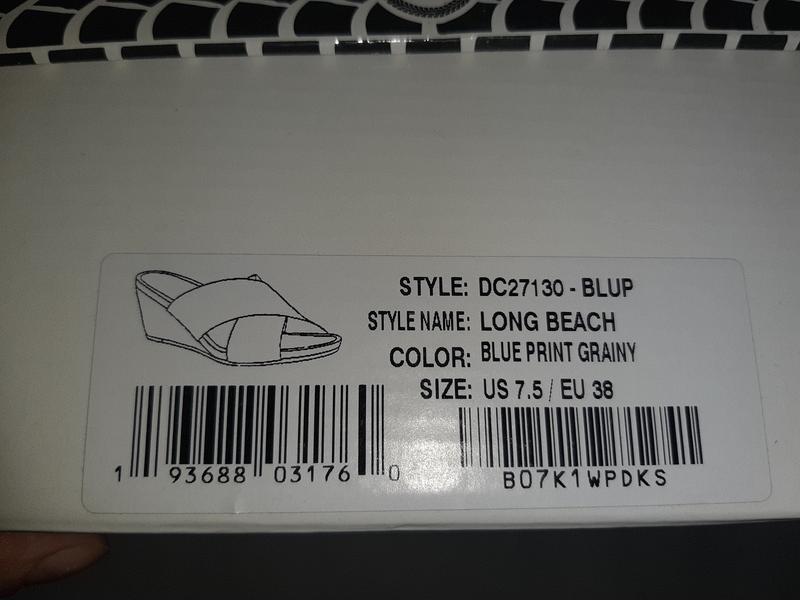 STYLE: DC27130 - BLUP
STYLE NAME: LONG BEACH
COLOR: BLUE PRINT GRAINY
SIZE: US 7.5 / EU 38
1 93688 03176 0
B07K1WPDKS